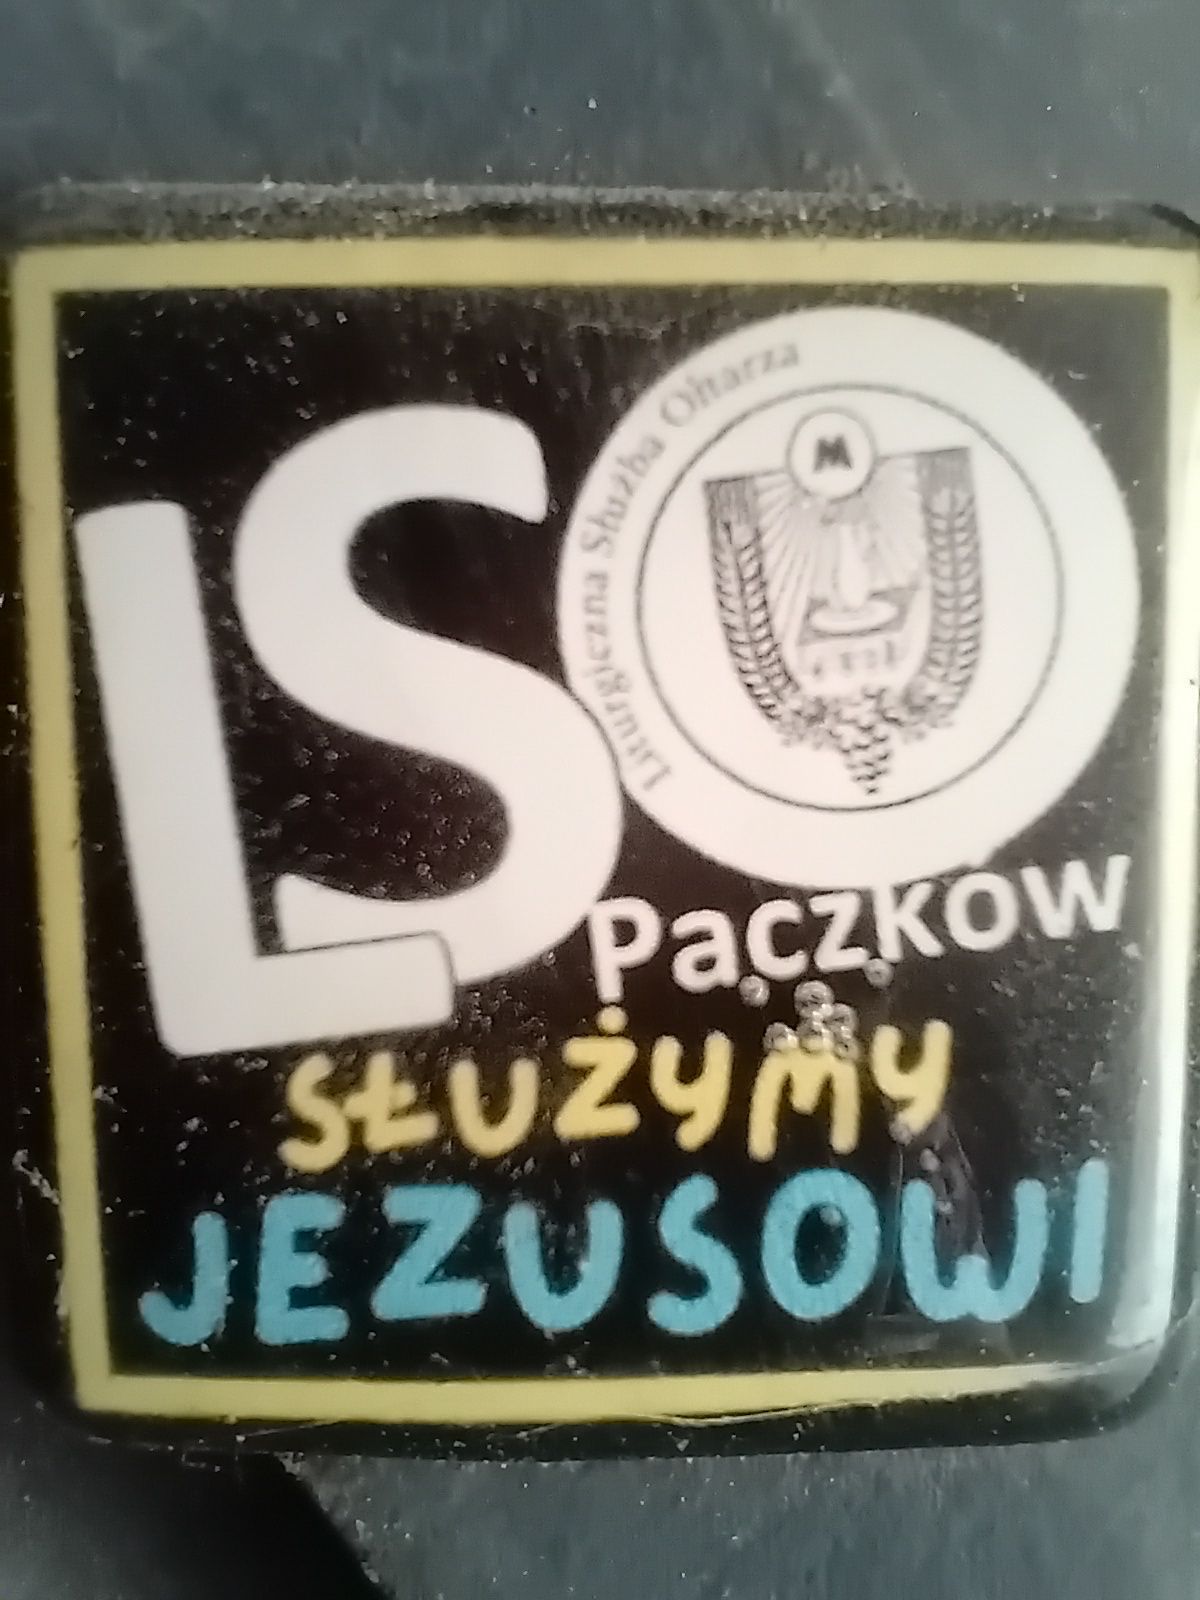 LSO
Liturgiczna Służba Ołtarza
M
Paczków
SŁUŻYMY
JEZUSOWI